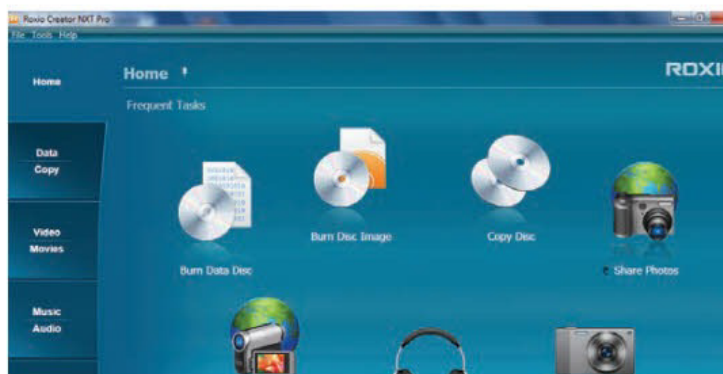 Roxio Creator NXT Pro
File Tools Help
Home
Home
ROXI
Frequent Tasks
Data
Copy
Burn Disc Image
Copy Disc
Video
Movies
Burn Data Disc
Share Photos
Music
Audio